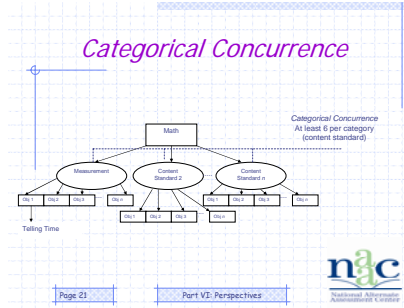 Categorical Concurrence
Categorical Concurrence
At least 6 per category
(content standard)
Math
Measurement
Content
Standard 2
...
Content
Standard n
Obj 1 Obj 2 Obj 3 ... Obj n
Obj 1 Obj 2 Obj 3 ... Obj n
Obj 1 Obj 2 Obj 3 ... Obj n
Telling Time
naac
National Alternate
Assessment Center
Page 21
Part VI: Perspectives